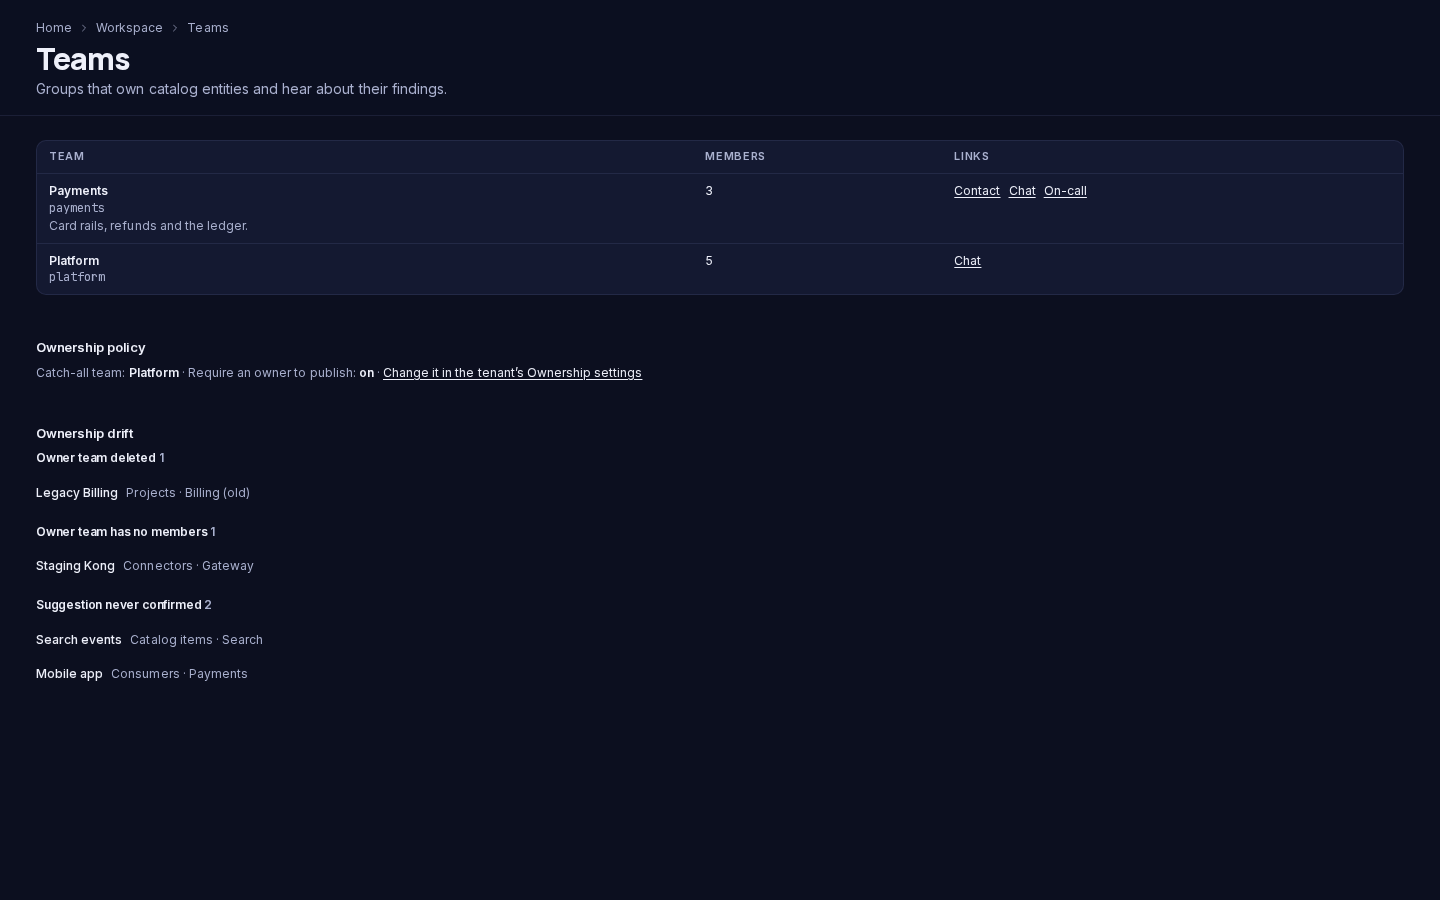 Home > Workspace > Teams
Teams
Groups that own catalog entities and hear about their findings.
TEAM MEMBERS LINKS
Payments 3 Contact Chat On-call
payments
Card rails, refunds and the ledger.
Platform 5 Chat
platform
Ownership policy
Catch-all team: Platform · Require an owner to publish: on · Change it in the tenant’s Ownership settings
Ownership drift
Owner team deleted 1
Legacy Billing Projects · Billing (old)
Owner team has no members 1
Staging Kong Connectors · Gateway
Suggestion never confirmed 2
Search events Catalog items · Search
Mobile app Consumers · Payments